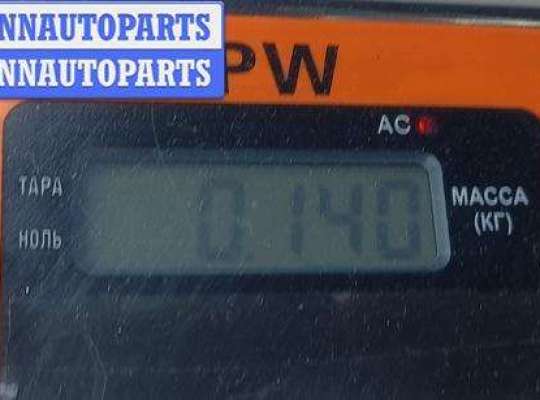 NNAUTOPARTS
NNAUTOPARTS
PW
AC
ТАРА
0.140
МАССА
(КГ)
НОЛЬ